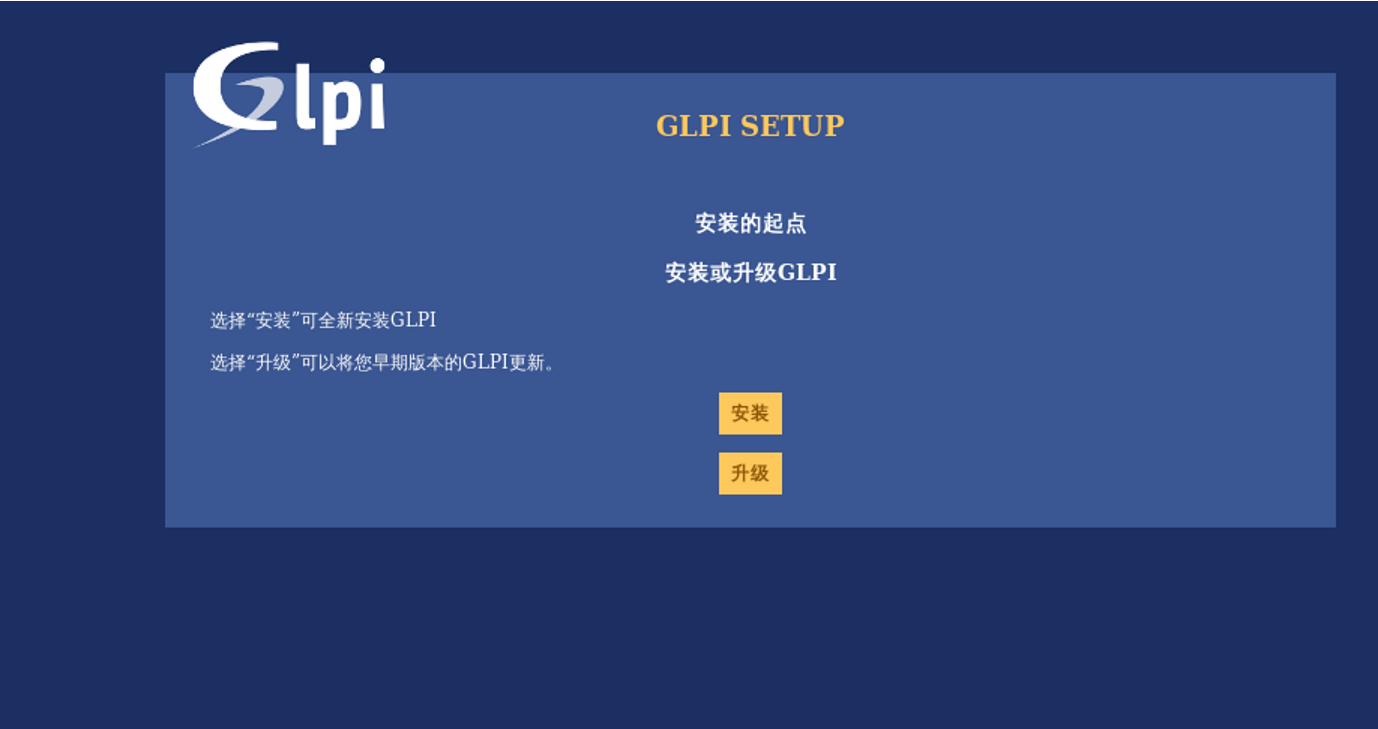 Glpi
GLPI SETUP
安装的起点
安装或升级GLPI
选择“安装”可全新安装GLPI
选择“升级”可以将您早期版本的GLPI更新。
安装
升级